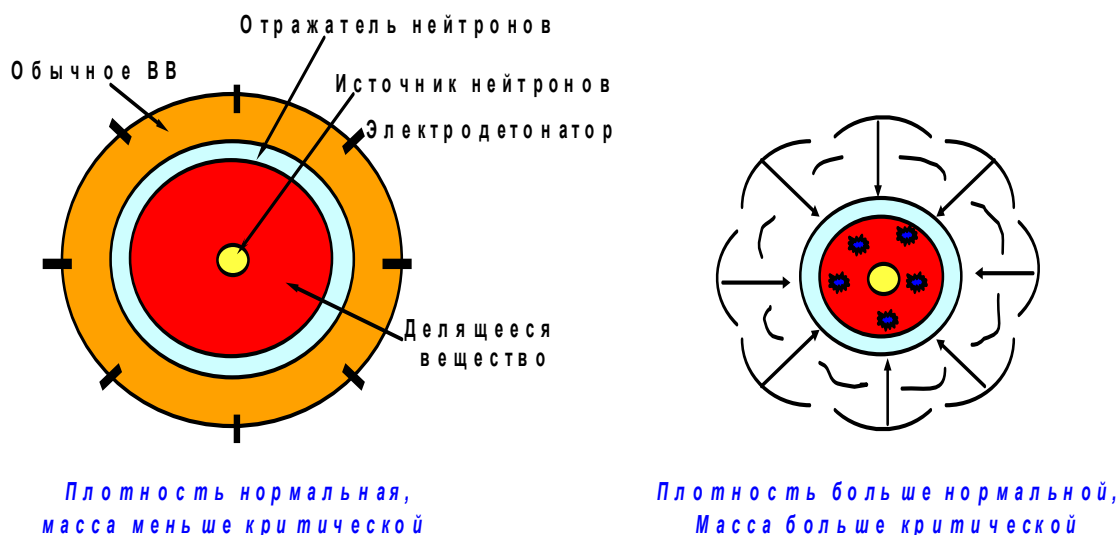 Отражатель нейтронов
Обычное ВВ
Источник нейтронов
Электродетонатор
Делящееся
вещество
Плотность нормальная,
масса меньше критической
Плотность больше нормальной,
Масса больше критической